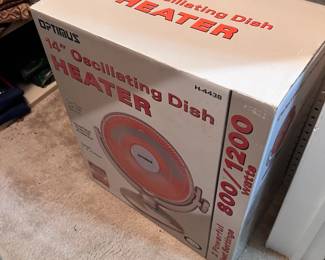 Oscillating Dish
HEATER
OPTIMUS
14" Oscillating Dish
HEATER
H-4438
800/1200
watts
2 Powerful
Settings